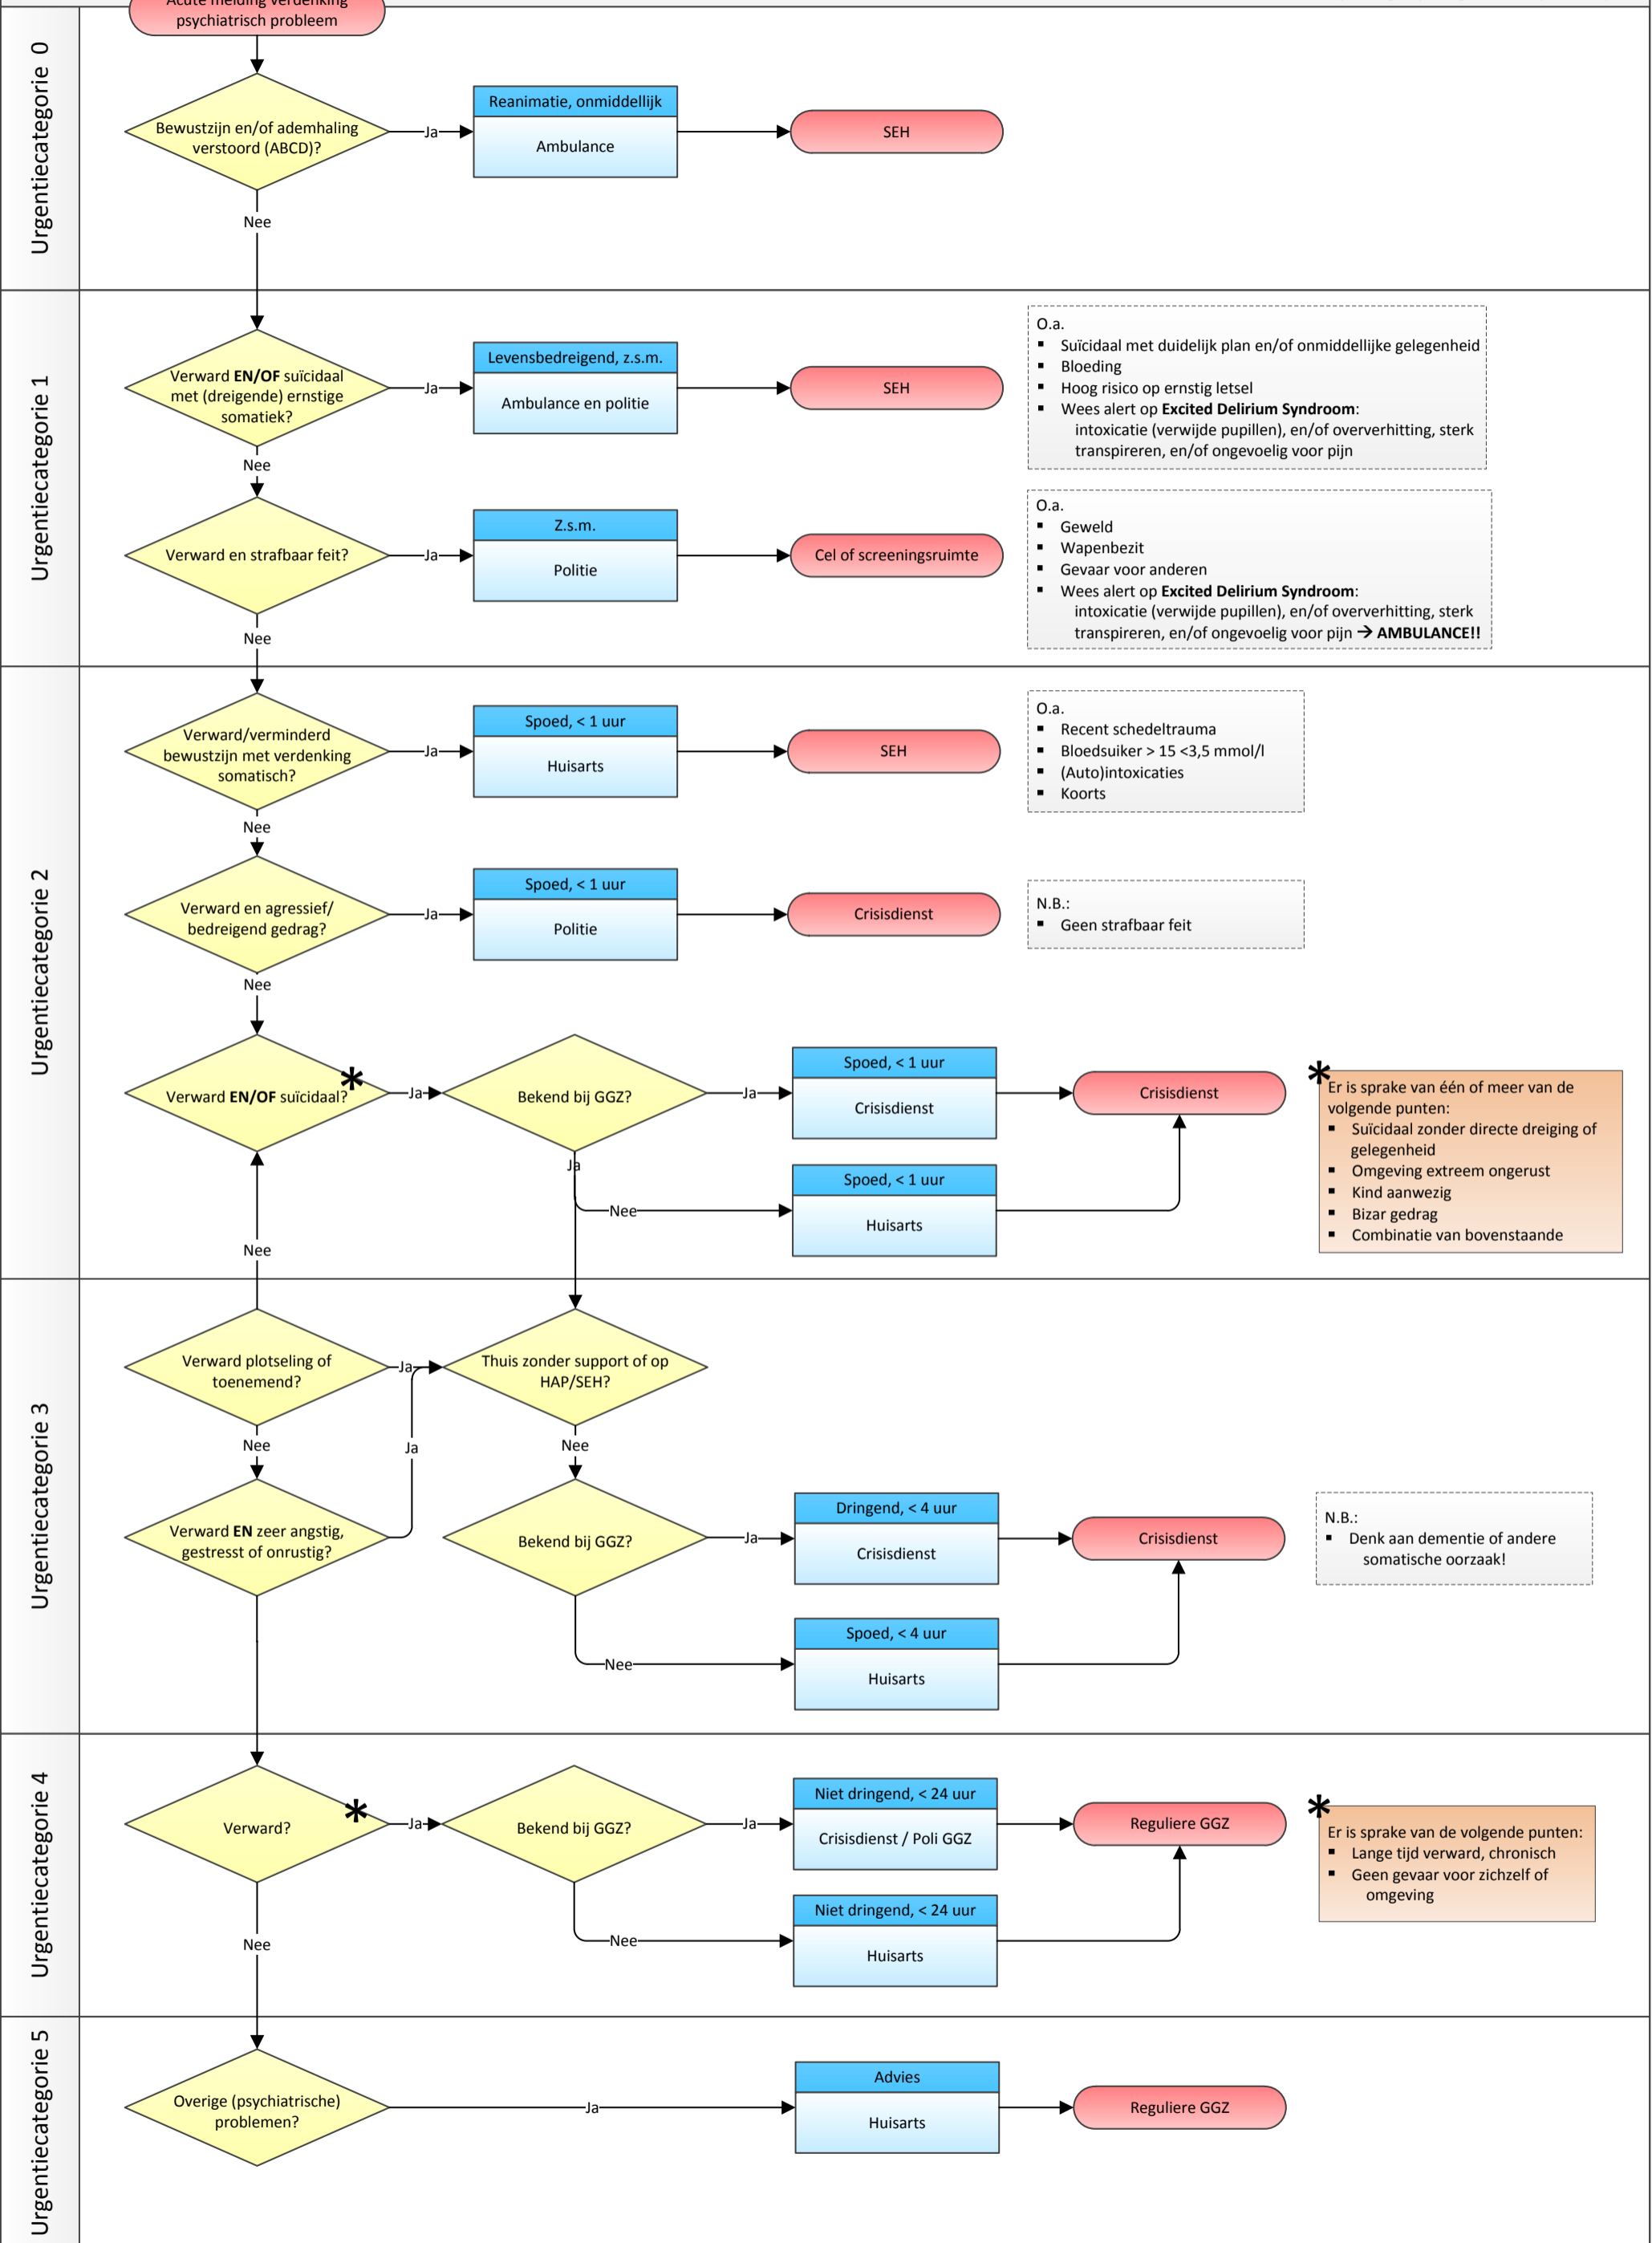 Acute melding verdenking
psychiatrisch probleem
Urgentiecategorie 0
Bewustzijn en/of ademhaling
verstoord (ABCD)?
Ja
Reanimatie, onmiddellijk
Ambulance
SEH
Nee
Urgentiecategorie 1
Verward EN/OF suïcidaal
met (dreigende) ernstige
somatiek?
Ja
Levensbedreigend, z.s.m.
Ambulance en politie
SEH
O.a.
▪ Suïcidaal met duidelijk plan en/of onmiddellijke gelegenheid
▪ Bloeding
▪ Hoog risico op ernstig letsel
▪ Wees alert op Excited Delirium Syndroom:
intoxicatie (verwijde pupillen), en/of oververhitting, sterk
transpireren, en/of ongevoelig voor pijn
Nee
Verward en strafbaar feit?
Ja
Z.s.m.
Politie
Cel of screeningsruimte
O.a.
▪ Geweld
▪ Wapenbezit
▪ Gevaar voor anderen
▪ Wees alert op Excited Delirium Syndroom:
intoxicatie (verwijde pupillen), en/of oververhitting, sterk
transpireren, en/of ongevoelig voor pijn → AMBULANCE!!
Nee
Urgentiecategorie 2
Verward/verminderd
bewustzijn met verdenking
somatisch?
Ja
Spoed, < 1 uur
Huisarts
SEH
O.a.
▪ Recent schedeltrauma
▪ Bloedsuiker > 15 <3,5 mmol/l
▪ (Auto)intoxicaties
▪ Koorts
Nee
Verward en agressief/
bedreigend gedrag?
Ja
Spoed, < 1 uur
Politie
Crisisdienst
N.B.:
▪ Geen strafbaar feit
Nee
Verward EN/OF suïcidaal?*
Ja
Bekend bij GGZ?
Ja
Spoed, < 1 uur
Crisisdienst
Crisisdienst
Ja
Nee
Spoed, < 1 uur
Huisarts
* Er is sprake van één of meer van de
volgende punten:
▪ Suïcidaal zonder directe dreiging of
gelegenheid
▪ Omgeving extreem ongerust
▪ Kind aanwezig
▪ Bizar gedrag
▪ Combinatie van bovenstaande
Nee
Urgentiecategorie 3
Verward plotseling of
toenemend?
Ja
Thuis zonder support of op
HAP/SEH?
Nee
Ja
Nee
Verward EN zeer angstig,
gestresst of onrustig?
Bekend bij GGZ?
Ja
Dringend, < 4 uur
Crisisdienst
Crisisdienst
N.B.:
▪ Denk aan dementie of andere
somatische oorzaak!
Nee
Spoed, < 4 uur
Huisarts
Urgentiecategorie 4
Verward? *
Ja
Bekend bij GGZ?
Ja
Niet dringend, < 24 uur
Crisisdienst / Poli GGZ
Reguliere GGZ
* Er is sprake van de volgende punten:
▪ Lange tijd verward, chronisch
▪ Geen gevaar voor zichzelf of
omgeving
Nee
Niet dringend, < 24 uur
Huisarts
Nee
Urgentiecategorie 5
Overige (psychiatrische)
problemen?
Ja
Advies
Huisarts
Reguliere GGZ